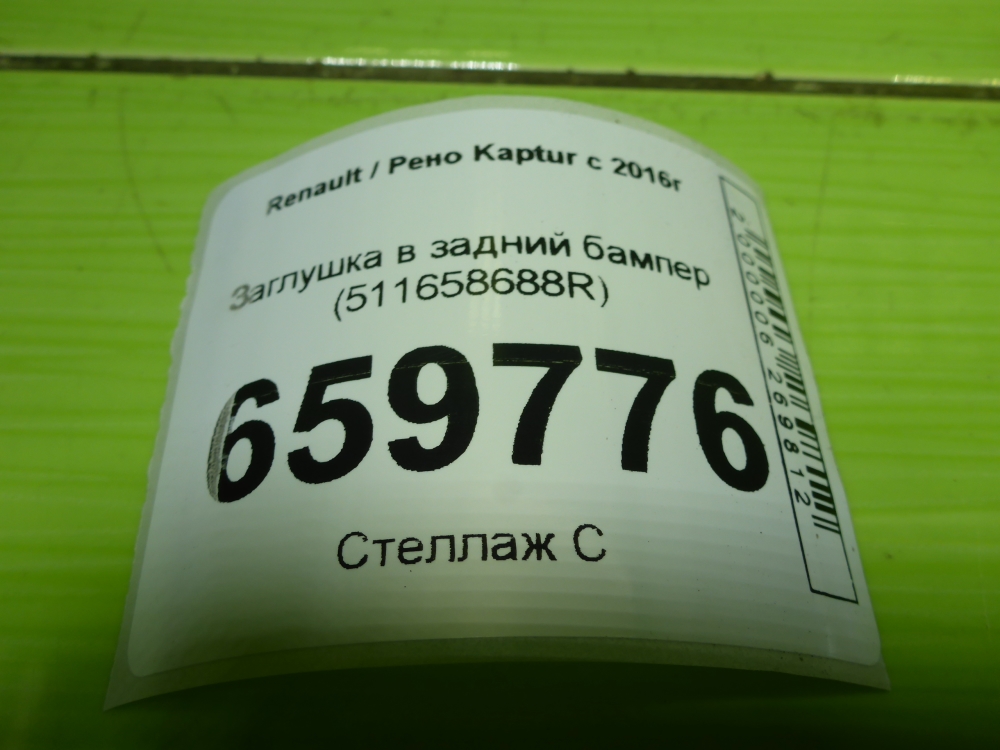 Renault / Рено Kaptur с 2016г
Заглушка в задний бампер
(511658688R)
659776
Стеллаж С
2000006269812